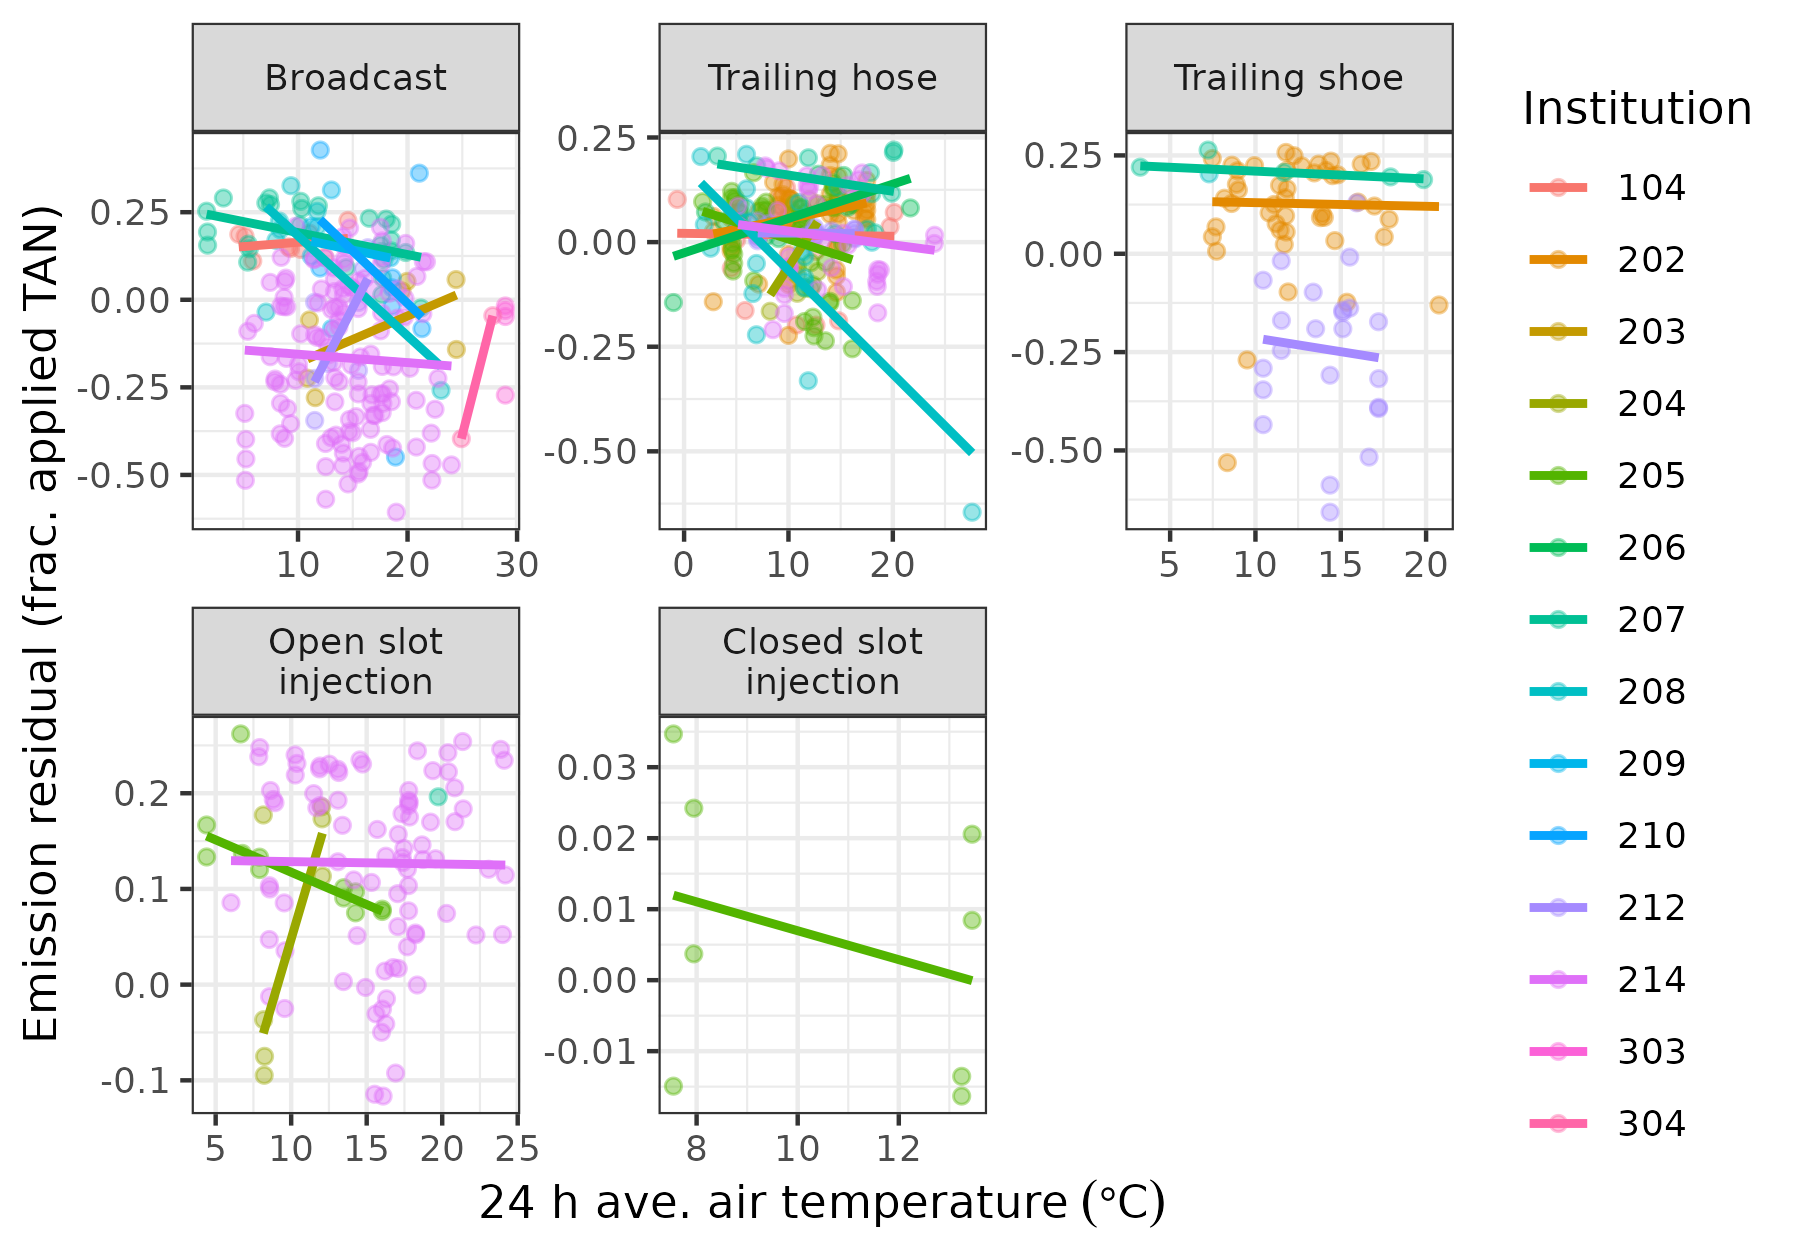 Broadcast
Trailing hose
Trailing shoe
0.25
0.00
-0.25
-0.50
10 20 30
0.25
0.00
-0.25
-0.50
0 10 20
0.25
0.00
-0.25
-0.50
5 10 15 20
Open slot
injection
Closed slot
injection
0.2
0.1
0.0
-0.1
5 10 15 20 25
0.03
0.02
0.01
0.00
-0.01
8 10 12
Emission residual (frac. applied TAN)
24 h ave. air temperature (°C)
Institution
104
202
203
204
205
206
207
208
209
210
212
214
303
304